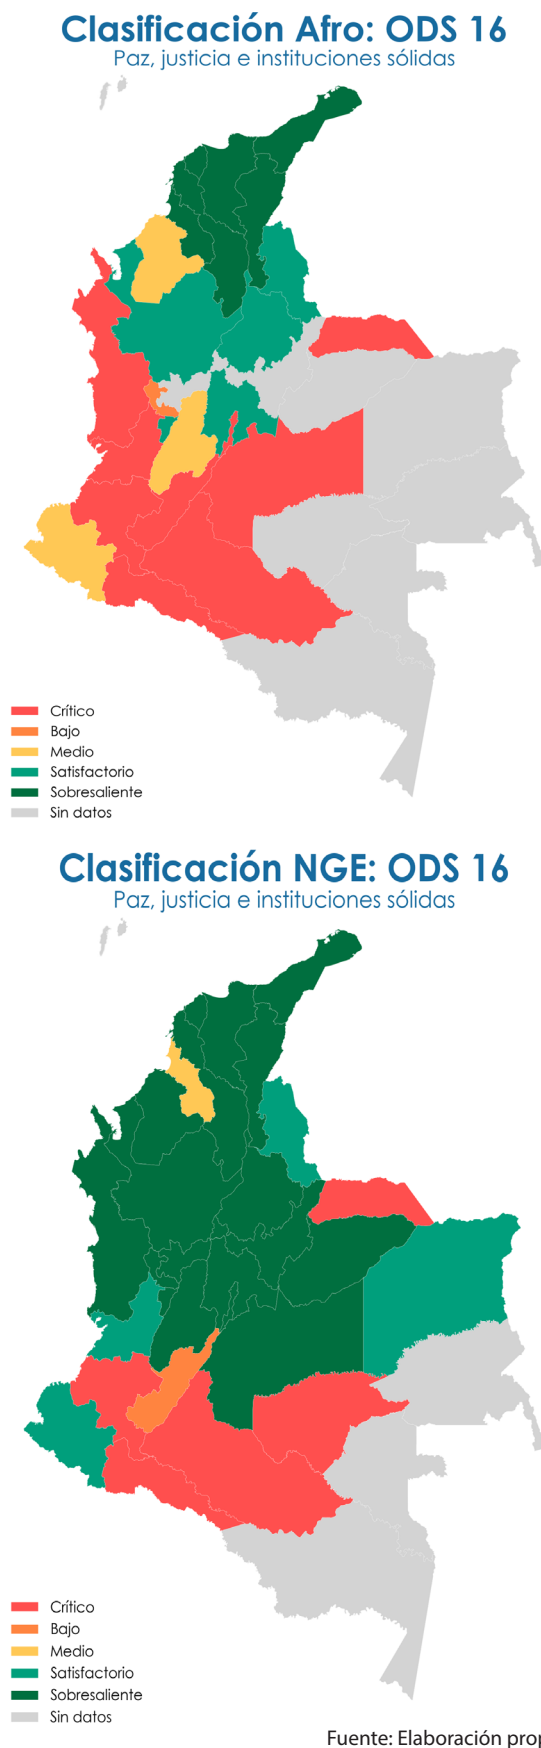 Clasificación Afro: ODS 16
Paz, justicia e instituciones sólidas
Crítico
Bajo
Medio
Satisfactorio
Sobresaliente
Sin datos
Clasificación NGE: ODS 16
Paz, justicia e instituciones sólidas
Crítico
Bajo
Medio
Satisfactorio
Sobresaliente
Sin datos
Fuente: Elaboración prop